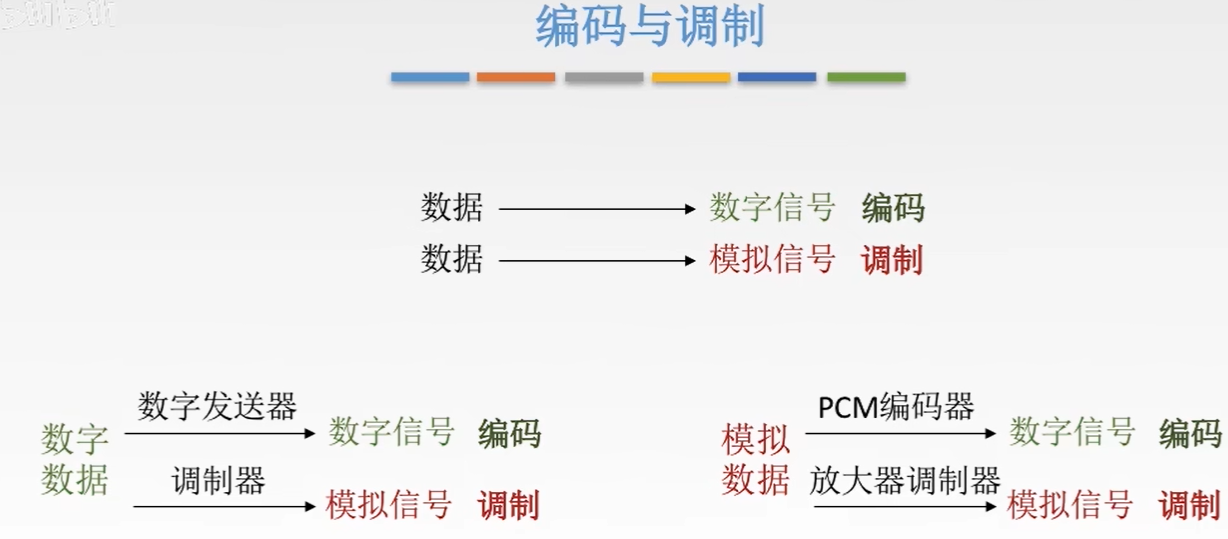 编码与调制
数据 数字信号 编码
数据 模拟信号 调制
数字发送器
数字
数据
数字信号 编码
调制器
模拟信号 调制
PCM编码器
模拟
数据
数字信号 编码
放大器调制器
模拟信号 调制